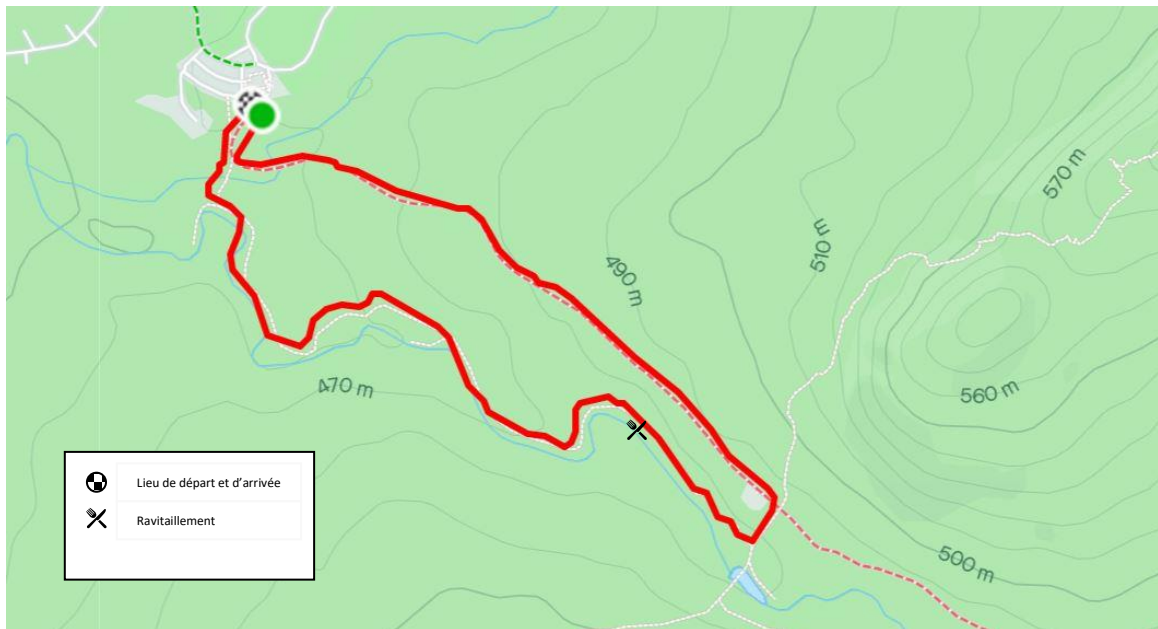 570 m
510 m
490 m
470 m
560 m
500 m
Lieu de départ et d’arrivée
Ravitaillement